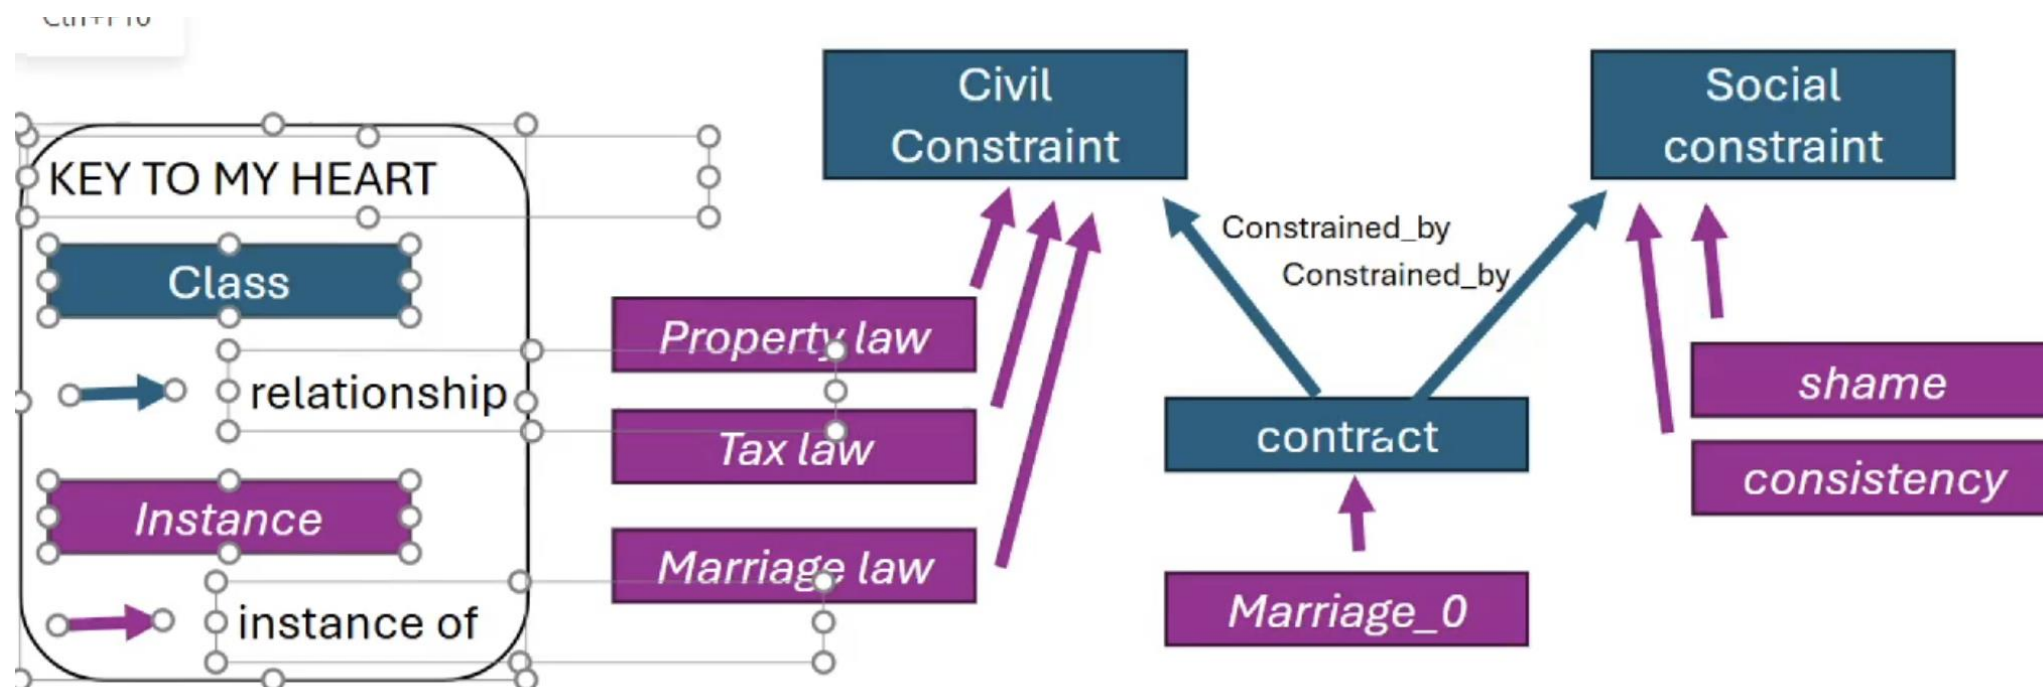 KEY TO MY HEART
Class
relationship
Instance
instance of
Civil
Constraint
Social
constraint
Constrained_by
Constrained_by
Property law
Tax law
Marriage law
contract
Marriage_0
shame
consistency